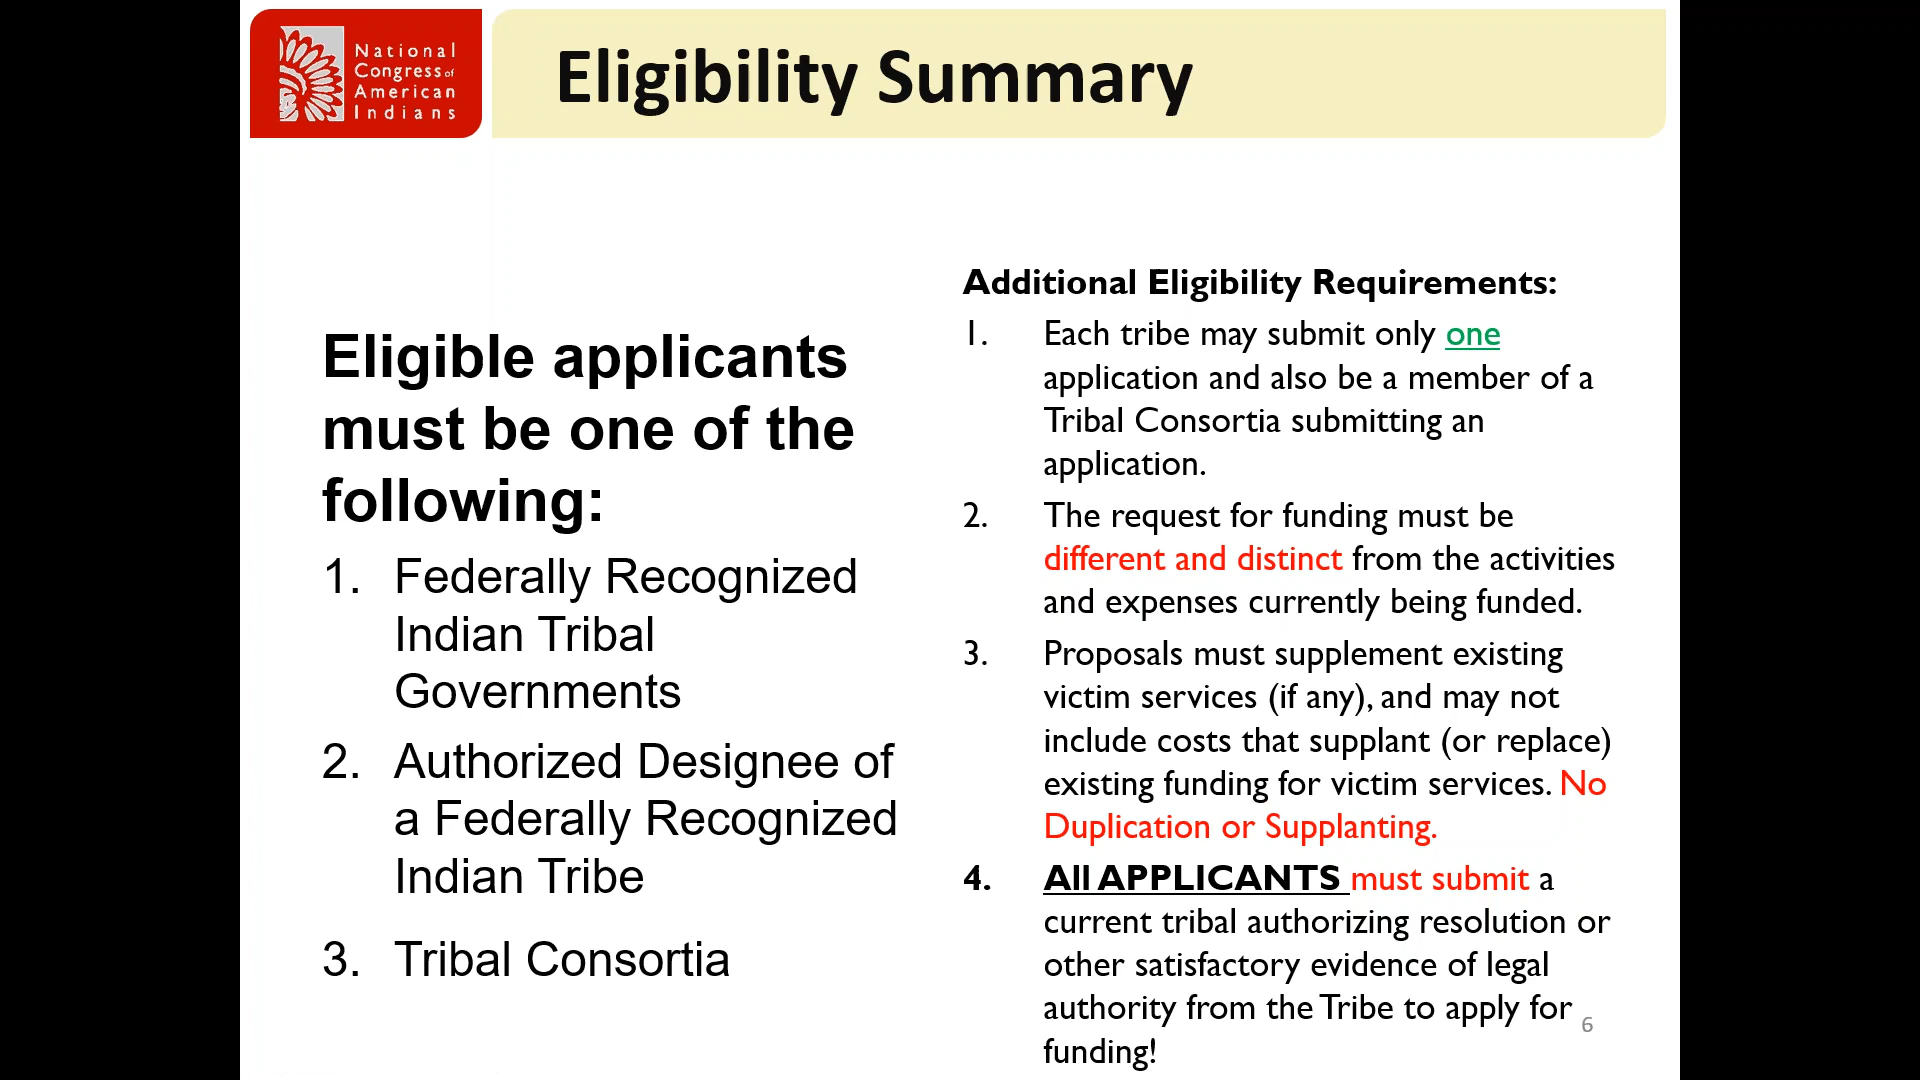 National
Congress of
American
Indians
Eligibility Summary
Eligible applicants
must be one of the
following:
1. Federally Recognized
Indian Tribal
Governments
2. Authorized Designee of
a Federally Recognized
Indian Tribe
3. Tribal Consortia
Additional Eligibility Requirements:
1. Each tribe may submit only one
application and also be a member of a
Tribal Consortia submitting an
application.
2. The request for funding must be
different and distinct from the activities
and expenses currently being funded.
3. Proposals must supplement existing
victim services (if any), and may not
include costs that supplant (or replace)
existing funding for victim services. No
Duplication or Supplanting.
4. All APPLICANTS must submit a
current tribal authorizing resolution or
other satisfactory evidence of legal
authority from the Tribe to apply for
funding!
6